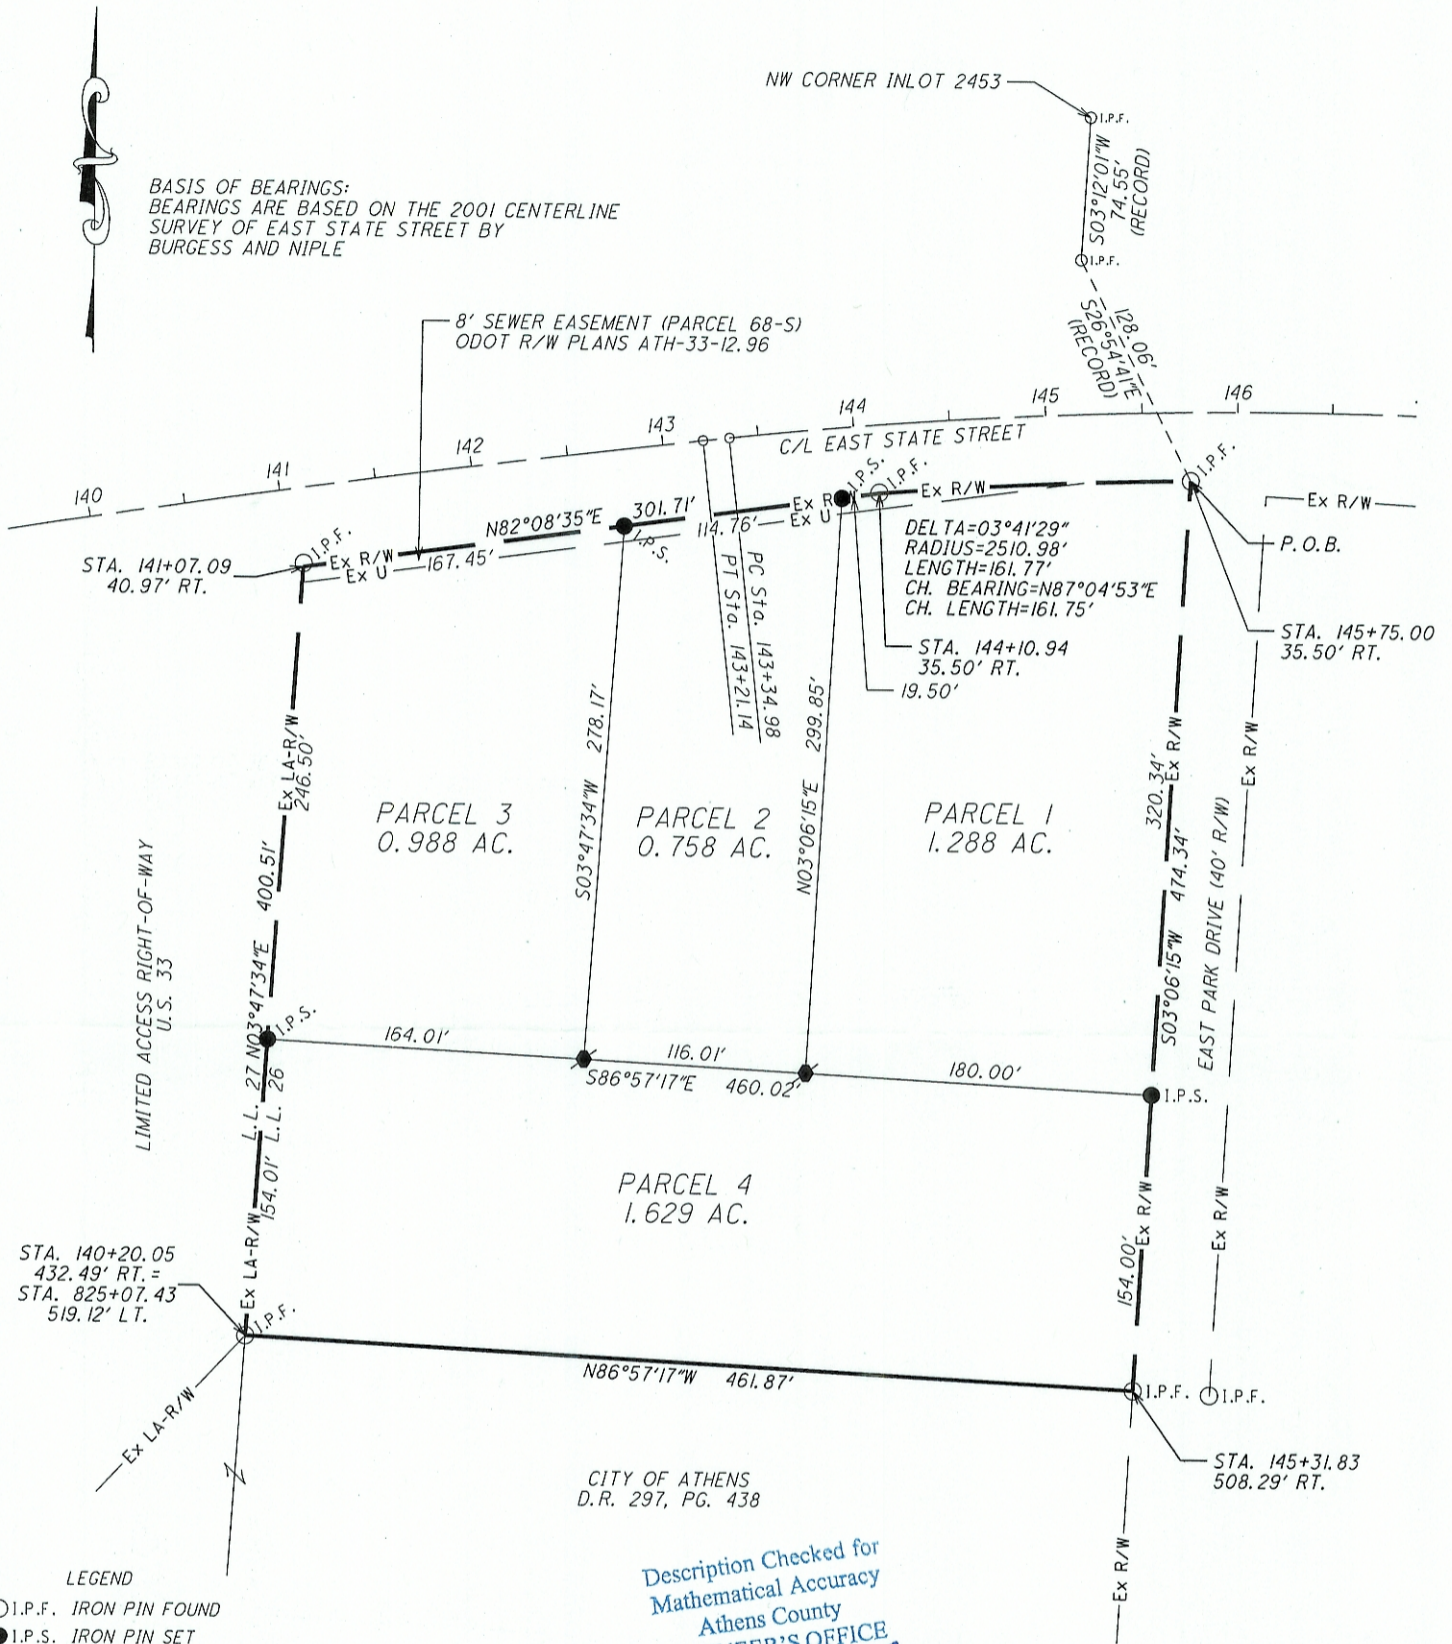 NW CORNER INLOT 2453
I.P.F.
S03°12'01"W
74.55'
(RECORD)
I.P.F.
BASIS OF BEARINGS:
BEARINGS ARE BASED ON THE 2001 CENTERLINE
SURVEY OF EAST STATE STREET BY
BURGESS AND NIPLE
128.06'
S26°54'41"E
(RECORD)
8' SEWER EASEMENT (PARCEL 68-S)
ODOT R/W PLANS ATH-33-12.96
140
141
142
143
144
145
146
C/L EAST STATE STREET
I.P.F.
I.P.S.
I.P.F.
Ex R/W
Ex R/W
P.O.B.
STA. 145+75.00
35.50' RT.
I.P.F.
STA. 141+07.09
40.97' RT.
Ex R/W
Ex U
167.45'
N82°08'35"E
301.71'
I.P.S.
114.76'
Ex R
Ex U
DELTA=03°41'29"
RADIUS=2510.98'
LENGTH=161.77'
CH. BEARING=N87°04'53"E
CH. LENGTH=161.75'
STA. 144+10.94
35.50' RT.
19.50'
PC Sta. 143+34.98
PT Sta. 143+21.14
Ex LA-R/W
246.50'
S03°47'34"W 278.17'
N03°06'15"E 299.85'
320.34'
Ex R/W
Ex R/W
PARCEL 3
0.988 AC.
PARCEL 2
0.758 AC.
PARCEL 1
1.288 AC.
LIMITED ACCESS RIGHT-OF-WAY
U.S. 33
N03°47'34"E 400.51'
S03°06'15"W 474.34'
EAST PARK DRIVE (40' R/W)
I.P.S.
164.01'
116.01'
180.00'
S86°57'17"E 460.02'
I.P.S.
L.L. 27
L.L. 26
154.01'
Ex LA-R/W
PARCEL 4
1.629 AC.
154.00'
Ex R/W
Ex R/W
STA. 140+20.05
432.49' RT.=
STA. 825+07.43
519.12' LT.
I.P.F.
N86°57'17"W 461.87'
I.P.F.
I.P.F.
Ex LA-R/W
STA. 145+31.83
508.29' RT.
CITY OF ATHENS
D.R. 297, PG. 438
Ex R/W
Description Checked for
Mathematical Accuracy
Athens County
OFFICE
LEGEND
I.P.F. IRON PIN FOUND
I.P.S. IRON PIN SET